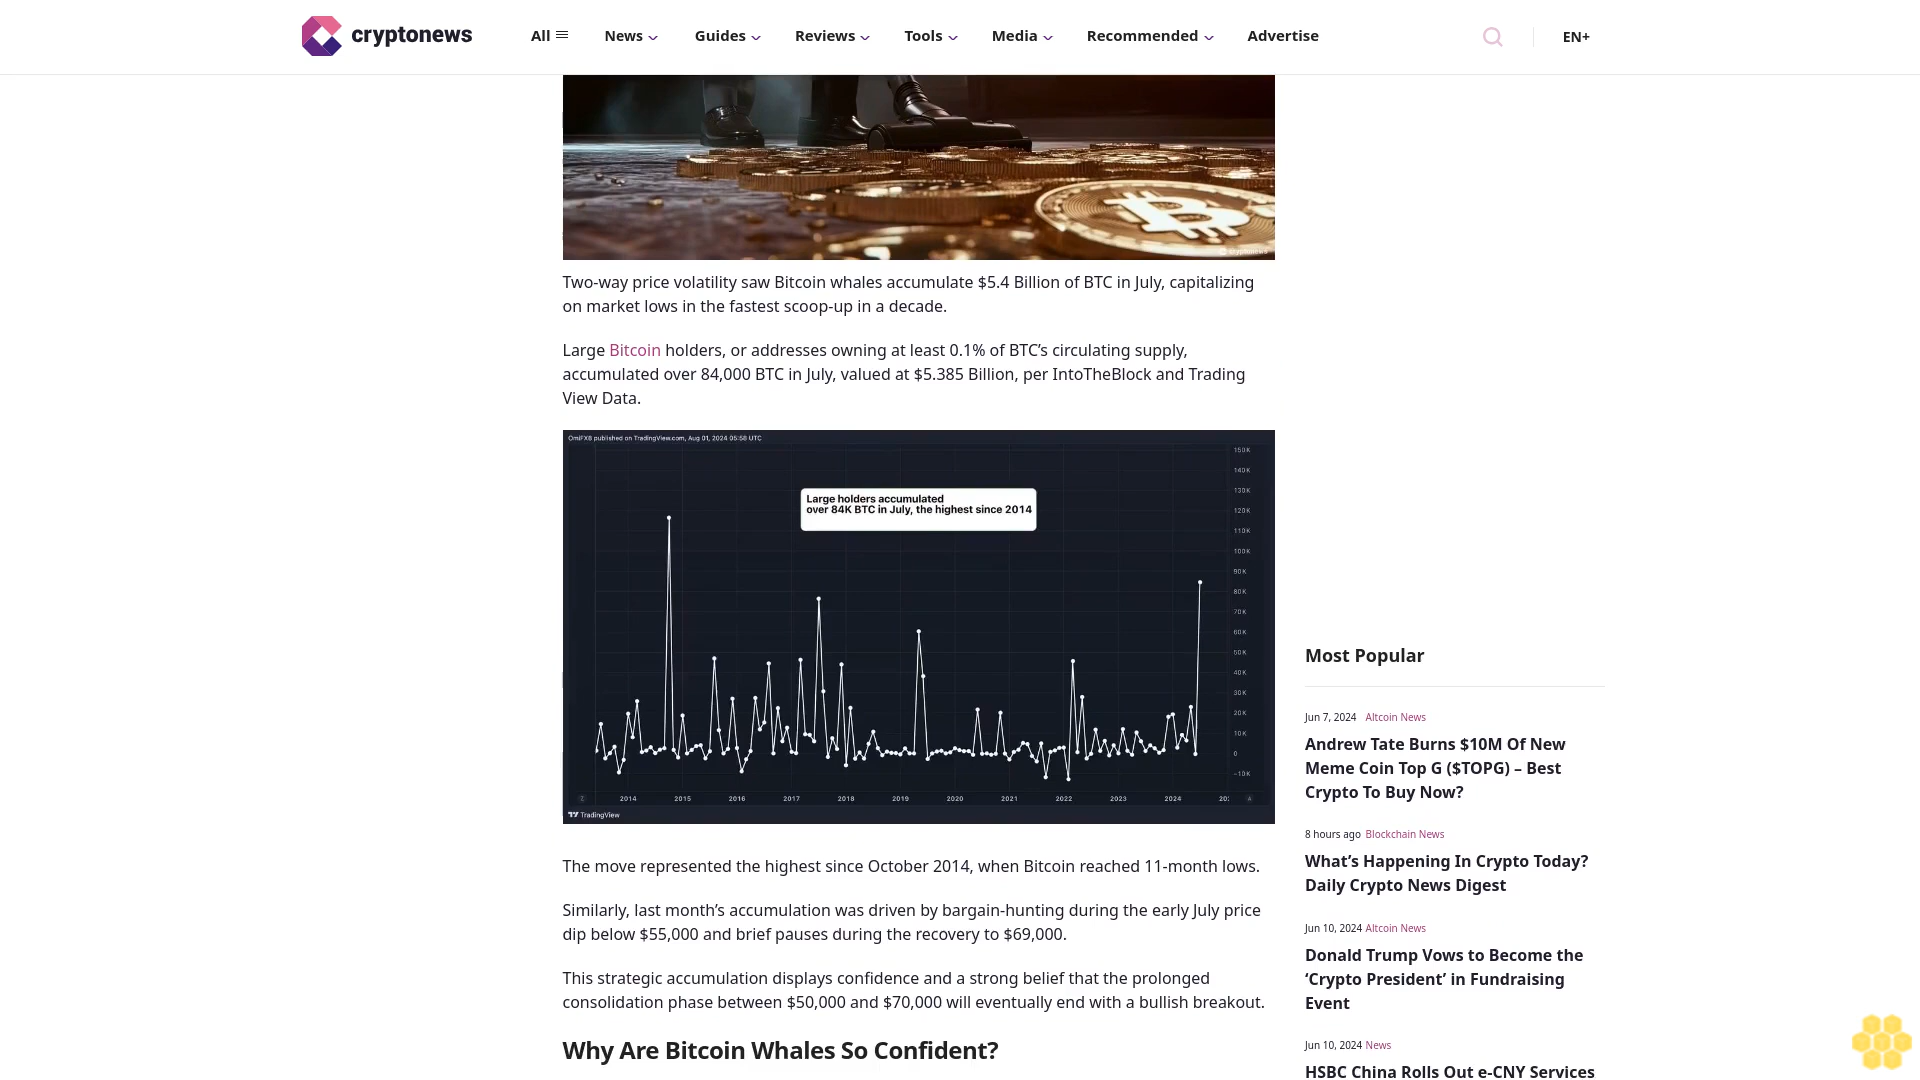 cryptonews
All
News
Guides
Reviews
Tools
Media
Recommended
Advertise
EN+
cryptonews
Two-way price volatility saw Bitcoin whales accumulate $5.4 Billion of BTC in July, capitalizing
on market lows in the fastest scoop-up in a decade.
Large Bitcoin holders, or addresses owning at least 0.1% of BTC’s circulating supply,
accumulated over 84,000 BTC in July, valued at $5.385 Billion, per IntoTheBlock and Trading
View Data.
OmFX8 published on TradingView.com, Aug 01, 2024 05:58 UTC
Large holders accumulated
over 84K BTC in July, the highest since 2014
150K
140K
130K
120K
110K
100K
90K
80K
70K
60K
50K
40K
30K
20K
10K
0
−10K
2014 2015 2016 2017 2018 2019 2020 2021 2022 2023 2024
TradingView
The move represented the highest since October 2014, when Bitcoin reached 11-month lows.
Similarly, last month’s accumulation was driven by bargain-hunting during the early July price
dip below $55,000 and brief pauses during the recovery to $69,000.
This strategic accumulation displays confidence and a strong belief that the prolonged
consolidation phase between $50,000 and $70,000 will eventually end with a bullish breakout.
Why Are Bitcoin Whales So Confident?
Most Popular
Jun 7, 2024 Altcoin News
Andrew Tate Burns $10M Of New
Meme Coin Top G ($TOPG) – Best
Crypto To Buy Now?
8 hours ago Blockchain News
What’s Happening In Crypto Today?
Daily Crypto News Digest
Jun 10, 2024 Altcoin News
Donald Trump Vows to Become the
‘Crypto President’ in Fundraising
Event
Jun 10, 2024 News
HSBC China Rolls Out e-CNY Services